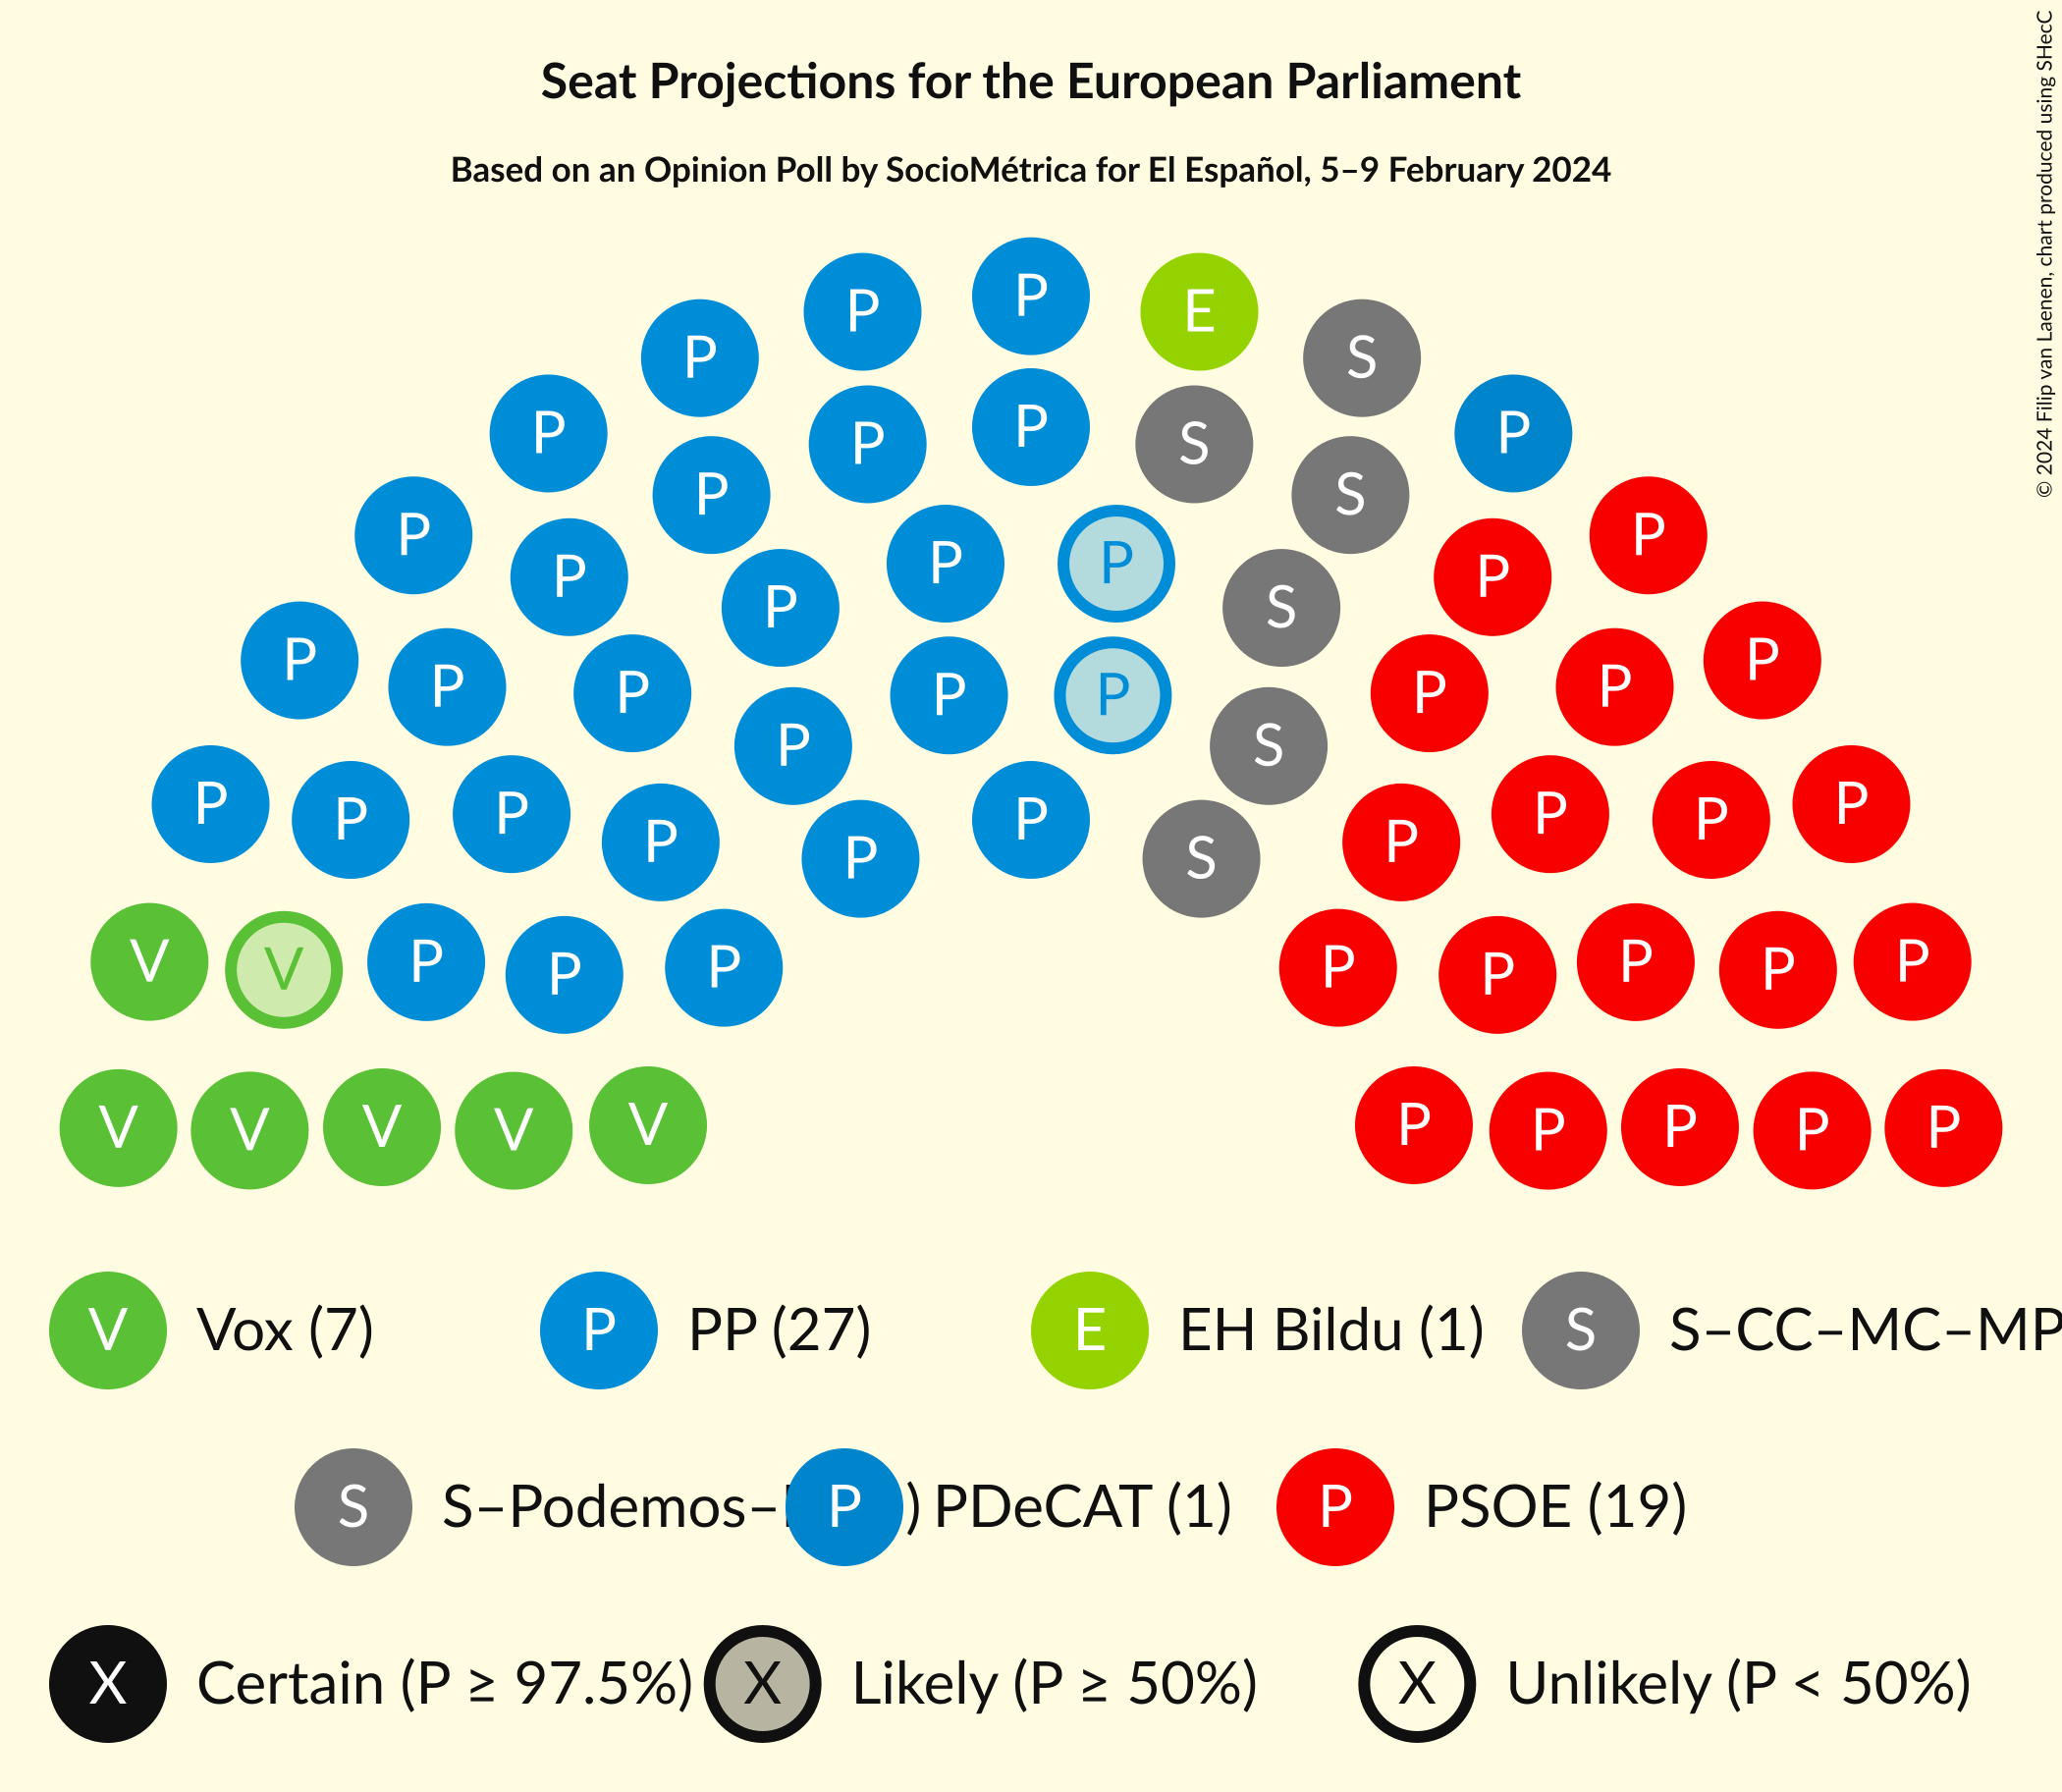 Seat Projections for the European Parliament
Based on an Opinion Poll by SocioMétrica for El Español, 5–9 February 2024
© 2024 Filip van Laenen, chart produced using SHecC
P P P E S
P P P P S S P
P P P P P S P P
P P P P P P S P P P
P P P P P S P P P P
V V P P P P P P P P
V V V V V P P P P P
V Vox (7) P PP (27) E EH Bildu (1) S S–CC–MC–MP
S S–Podemos– ) P PDeCAT (1) P PSOE (19)
X Certain (P ≥ 97.5%) X Likely (P ≥ 50%) X Unlikely (P < 50%)